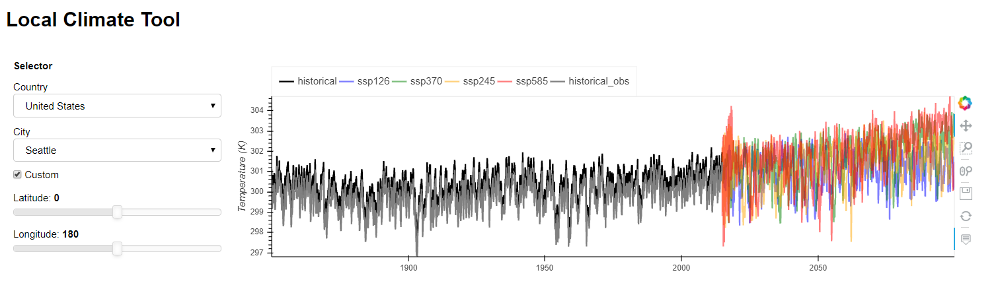 Local Climate Tool
Selector
Country
United States
City
Seattle
Custom
Latitude: 0
Longitude: 180
historical ssp126 ssp370 ssp245 ssp585 historical_obs
Temperature (K)
304
303
302
301
300
299
298
297
1900 1950 2000 2050